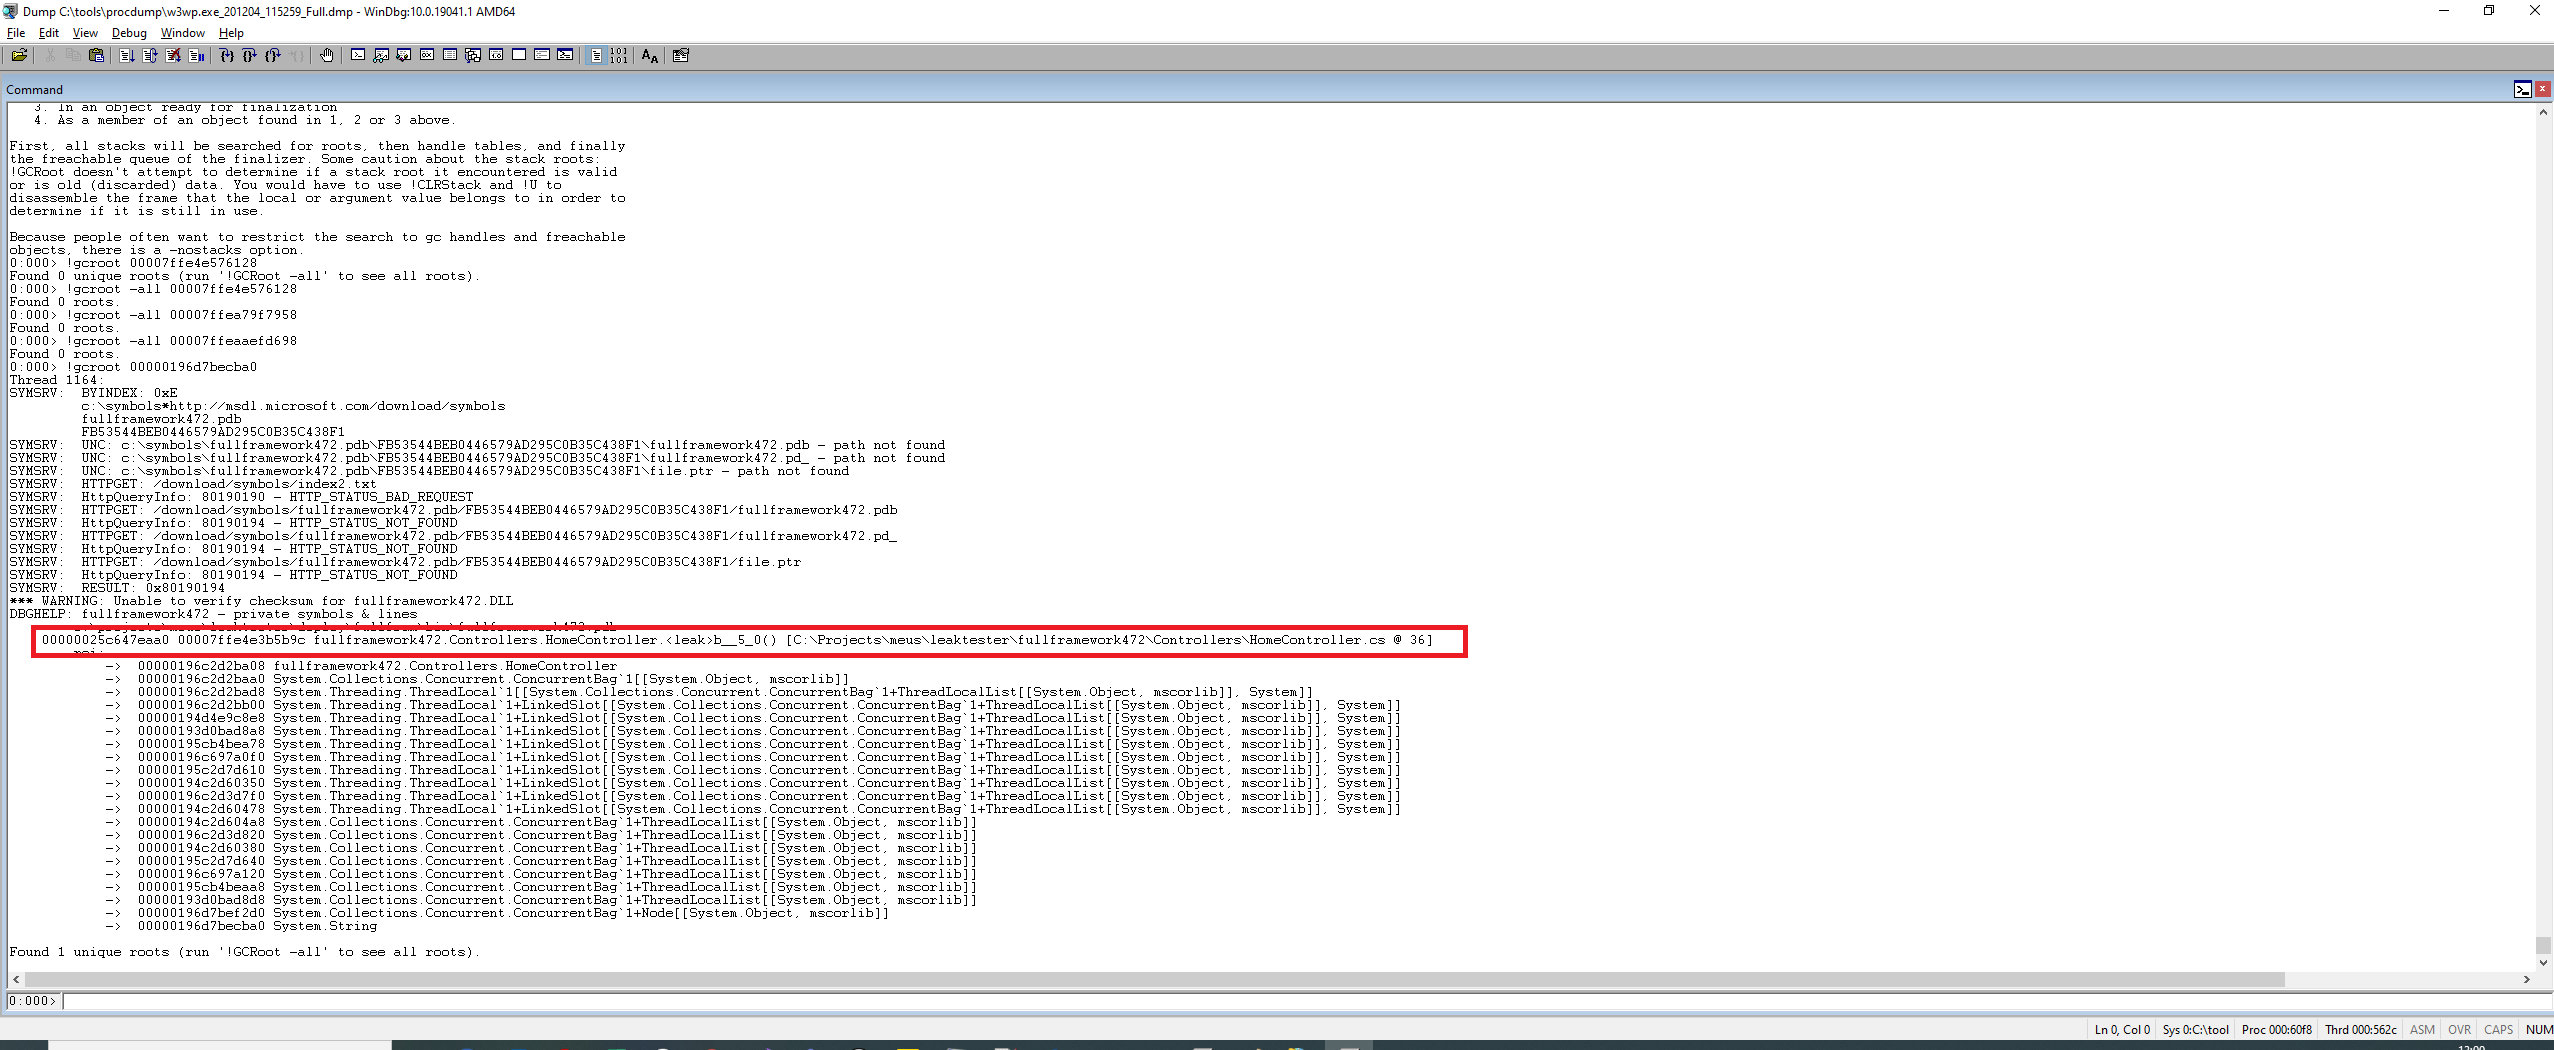 Dump C:\tools\procdump\w3wp.exe_201204_115259_Full.dmp - WinDbg:10.0.19041.1 AMD64
File Edit View Debug Window Help
Command
3. In an object ready for finalization
4. As a member of an object found in 1, 2 or 3 above.
First, all stacks will be searched for roots, then handle tables, and finally
the freachable queue of the finalizer. Some caution about the stack roots:
!GCRoot doesn't attempt to determine if a stack root it encountered is valid
or is old (discarded) data. You would have to use !CLRStack and !U to
disassemble the frame that the local or argument value belongs to in order to
determine if it is still in use.
Because people often want to restrict the search to gc handles and freachable
objects, there is a -nostacks option.
0:000> !gcroot 00007ffe4e576128
Found 0 unique roots (run '!GCRoot -all' to see all roots).
0:000> !gcroot -all 00007ffe4e576128
Found 0 roots.
0:000> !gcroot -all 00007ffea79f7958
Found 0 roots.
0:000> !gcroot -all 00007ffeaaefd698
Found 0 roots.
0:000> !gcroot 00000196d7becba0
Thread 1164:
SYMSRV:  BYINDEX: 0xE
c:\symbols*http://msdl.microsoft.com/download/symbols
fullframework472.pdb
FB53544BEB0446579AD295C0B35C438F1
SYMSRV:  UNC: c:\symbols\fullframework472.pdb\FB53544BEB0446579AD295C0B35C438F1\fullframework472.pdb - path not found
SYMSRV:  UNC: c:\symbols\fullframework472.pdb\FB53544BEB0446579AD295C0B35C438F1\fullframework472.pd_ - path not found
SYMSRV:  UNC: c:\symbols\fullframework472.pdb\FB53544BEB0446579AD295C0B35C438F1\file.ptr - path not found
SYMSRV:  HTTPGET: /download/symbols/index2.txt
SYMSRV:  HttpQueryInfo: 80190190 - HTTP_STATUS_BAD_REQUEST
SYMSRV:  HTTPGET: /download/symbols/fullframework472.pdb/FB53544BEB0446579AD295C0B35C438F1/fullframework472.pdb
SYMSRV:  HttpQueryInfo: 80190194 - HTTP_STATUS_NOT_FOUND
SYMSRV:  HTTPGET: /download/symbols/fullframework472.pdb/FB53544BEB0446579AD295C0B35C438F1/fullframework472.pd_
SYMSRV:  HttpQueryInfo: 80190194 - HTTP_STATUS_NOT_FOUND
SYMSRV:  HTTPGET: /download/symbols/fullframework472.pdb/FB53544BEB0446579AD295C0B35C438F1/file.ptr
SYMSRV:  HttpQueryInfo: 80190194 - HTTP_STATUS_NOT_FOUND
SYMSRV:  RESULT: 0x80190194
*** WARNING: Unable to verify checksum for fullframework472.DLL
DBGHELP: fullframework472 - private symbols & lines
00000025c647eaa0 00007ffe4e3b5b9c fullframework472.Controllers.HomeController.<leak>b__5_0() [C:\Projects\meus\leaktester\fullframework472\Controllers\HomeController.cs @ 36]
->  00000196c2d2ba08 fullframework472.Controllers.HomeController
->  00000196c2d2baa0 System.Collections.Concurrent.ConcurrentBag`1[[System.Object, mscorlib]]
->  00000196c2d2bad8 System.Threading.ThreadLocal`1[[System.Collections.Concurrent.ConcurrentBag`1+ThreadLocalList[[System.Object, mscorlib]], System]]
->  00000196c2d2bb00 System.Threading.ThreadLocal`1+LinkedSlot[[System.Collections.Concurrent.ConcurrentBag`1+ThreadLocalList[[System.Object, mscorlib]], System]]
->  00000194d4e9c8e8 System.Threading.ThreadLocal`1+LinkedSlot[[System.Collections.Concurrent.ConcurrentBag`1+ThreadLocalList[[System.Object, mscorlib]], System]]
->  00000193d0bad8a8 System.Threading.ThreadLocal`1+LinkedSlot[[System.Collections.Concurrent.ConcurrentBag`1+ThreadLocalList[[System.Object, mscorlib]], System]]
->  00000195cb4bea78 System.Threading.ThreadLocal`1+LinkedSlot[[System.Collections.Concurrent.ConcurrentBag`1+ThreadLocalList[[System.Object, mscorlib]], System]]
->  00000196c697a0f0 System.Threading.ThreadLocal`1+LinkedSlot[[System.Collections.Concurrent.ConcurrentBag`1+ThreadLocalList[[System.Object, mscorlib]], System]]
->  00000195c2d7d610 System.Threading.ThreadLocal`1+LinkedSlot[[System.Collections.Concurrent.ConcurrentBag`1+ThreadLocalList[[System.Object, mscorlib]], System]]
->  00000194c2d60350 System.Threading.ThreadLocal`1+LinkedSlot[[System.Collections.Concurrent.ConcurrentBag`1+ThreadLocalList[[System.Object, mscorlib]], System]]
->  00000196c2d3d7f0 System.Threading.ThreadLocal`1+LinkedSlot[[System.Collections.Concurrent.ConcurrentBag`1+ThreadLocalList[[System.Object, mscorlib]], System]]
->  00000194c2d60478 System.Threading.ThreadLocal`1+LinkedSlot[[System.Collections.Concurrent.ConcurrentBag`1+ThreadLocalList[[System.Object, mscorlib]], System]]
->  00000194c2d604a8 System.Collections.Concurrent.ConcurrentBag`1+ThreadLocalList[[System.Object, mscorlib]]
->  00000196c2d3d820 System.Collections.Concurrent.ConcurrentBag`1+ThreadLocalList[[System.Object, mscorlib]]
->  00000194c2d60380 System.Collections.Concurrent.ConcurrentBag`1+ThreadLocalList[[System.Object, mscorlib]]
->  00000195c2d7d640 System.Collections.Concurrent.ConcurrentBag`1+ThreadLocalList[[System.Object, mscorlib]]
->  00000196c697a120 System.Collections.Concurrent.ConcurrentBag`1+ThreadLocalList[[System.Object, mscorlib]]
->  00000195cb4beaa8 System.Collections.Concurrent.ConcurrentBag`1+ThreadLocalList[[System.Object, mscorlib]]
->  00000193d0bad8d8 System.Collections.Concurrent.ConcurrentBag`1+ThreadLocalList[[System.Object, mscorlib]]
->  00000196d7bef2d0 System.Collections.Concurrent.ConcurrentBag`1+Node[[System.Object, mscorlib]]
->  00000196d7becba0 System.String
Found 1 unique roots (run '!GCRoot -all' to see all roots).
0:000>
Ln 0, Col 0 Sys 0:C:\tool Proc 000:60f8 Thrd 000:562c ASM OVR CAPS NUM